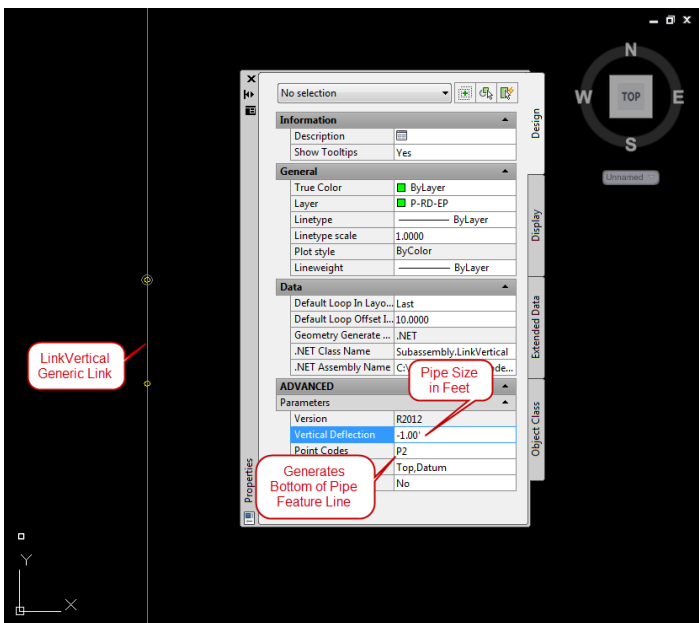 N
W
TOP
E
S
Unnamed
No selection
Design
Information
Description
Show Tooltips Yes
General
True Color ByLayer
Layer P-RD-EP
Linetype ByLayer
Linetype scale 1.0000
Plot style ByColor
Lineweight ByLayer
Display
Data
Default Loop In Layo... Last
Default Loop Offset I... 10.0000
Geometry Generate ... .NET
.NET Class Name Subassembly.LinkVertical
.NET Assembly Name C:\ de...
Extended Data
LinkVertical
Generic Link
Pipe Size
in Feet
ADVANCED
Parameters
Version R2012
Vertical Deflection -1.00'
Point Codes P2
Top,Datum
No
Object Class
Generates
Bottom of Pipe
Feature Line
Properties
Y
X